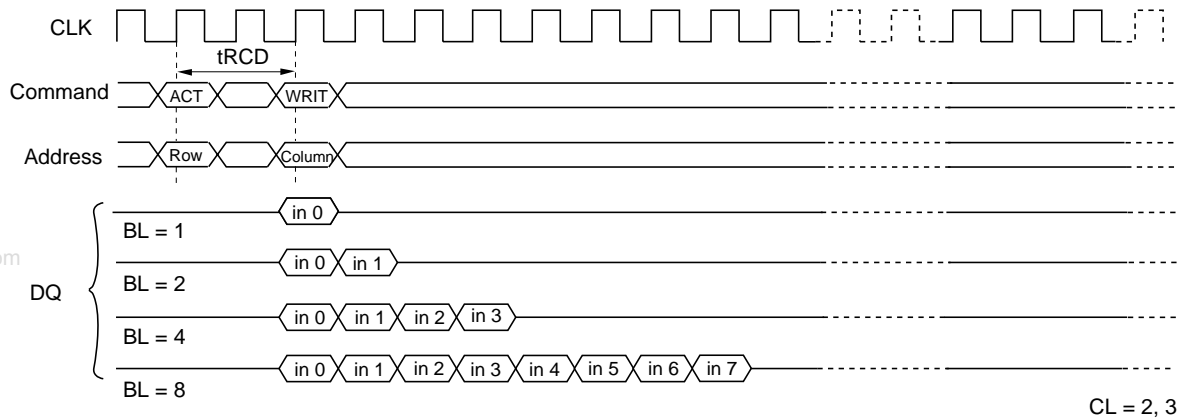 CLK
tRCD
Command ACT WRIT
Address Row Column
in 0
BL = 1
in 0 in 1
om
BL = 2
DQ
in 0 in 1 in 2 in 3
BL = 4
in 0 in 1 in 2 in 3 in 4 in 5 in 6 in 7
BL = 8
CL = 2, 3